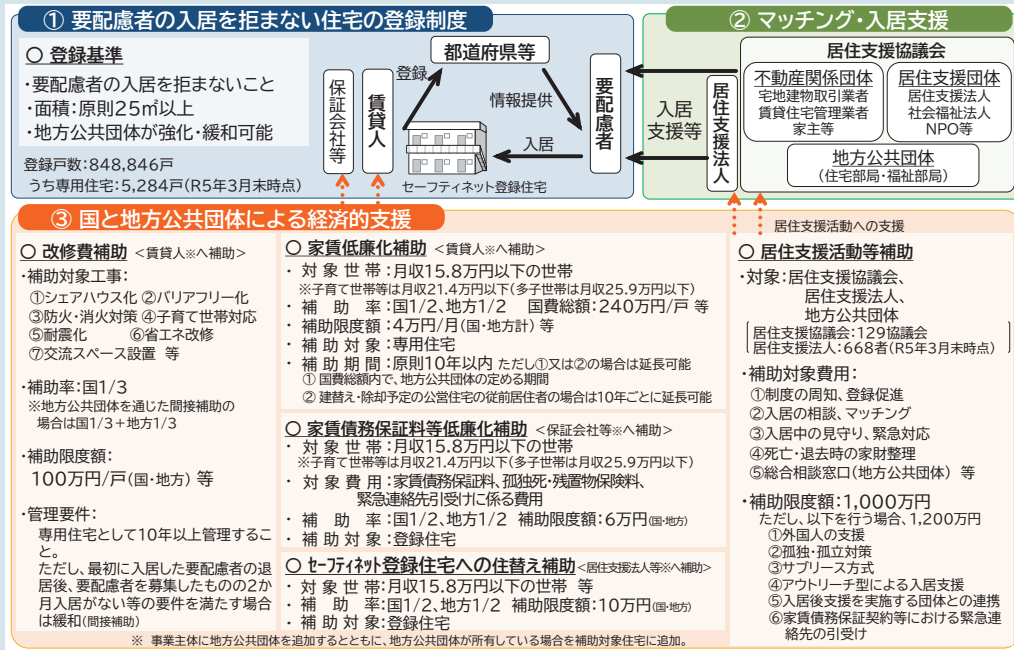 ① 要配慮者の入居を拒まない住宅の登録制度
○ 登録基準
・要配慮者の入居を拒まないこと
・面積：原則25㎡以上
・地方公共団体が強化・緩和可能
登録戸数：848,846戸
うち専用住宅：5,284戸（R5年3月末時点）
保証会社等
賃貸人
登録
都道府県等
情報提供
要配慮者
入居
セーフティネット登録住宅
② マッチング・入居支援
入居
支援等
居住支援法人
居住支援協議会
不動産関係団体
宅地建物取引業者
賃貸住宅管理業者
家主等
居住支援団体
居住支援法人
社会福祉法人
NPO等
地方公共団体
（住宅部局・福祉部局）
③ 国と地方公共団体による経済的支援
居住支援活動への支援
○ 改修費補助 <賃貸人※へ補助>
・補助対象工事：
①シェアハウス化 ②バリアフリー化
③防火・消火対策 ④子育て世帯対応
⑤耐震化 ⑥省エネ改修
⑦交流スペース設置 等
・補助率：国1/3
※地方公共団体を通じた間接補助の
場合は国1/3＋地方1/3
・補助限度額：
100万円/戸(国・地方) 等
・管理要件：
専用住宅として10年以上管理するこ
と。
ただし、最初に入居した要配慮者の退
居後、要配慮者を募集したものの2か
月入居がない等の要件を満たす場合
は緩和(間接補助)
○ 家賃低廉化補助 <賃貸人※へ補助>
・ 対象世帯：月収15.8万円以下の世帯
※子育て世帯等は月収21.4万円以下(多子世帯は月収25.9万円以下)
・ 補助率：国1/2、地方1/2 国費総額：240万円/戸 等
・ 補助限度額：4万円/月(国・地方計) 等
・ 補助対象：専用住宅
・ 補助期間：原則10年以内 ただし①又は②の場合は延長可能
① 国費総額内で、地方公共団体の定める期間
② 建替え・除却予定の公営住宅の従前居住者の場合は10年ごとに延長可能
○ 家賃債務保証料等低廉化補助 <保証会社等※へ補助>
・ 対象世帯：月収15.8万円以下の世帯
※子育て世帯等は月収21.4万円以下(多子世帯は月収25.9万円以下)
・ 対象費用：家賃債務保証料、孤独死・残置物保険料、
緊急連絡先引受けに係る費用
・ 補助率：国1/2、地方1/2 補助限度額：6万円(国・地方)
・ 補助対象：登録住宅
○ セーフティネット登録住宅への住替え補助<居住支援法人等※へ補助>
・ 対象世帯：月収15.8万円以下の世帯 等
・ 補助率：国1/2、地方1/2 補助限度額：10万円(国・地方)
・ 補助対象：登録住宅
○ 居住支援活動等補助
・対象：居住支援協議会、
居住支援法人、
地方公共団体
居住支援協議会：129協議会
居住支援法人：668者(R5年3月末時点)
・補助対象費用：
①制度の周知、登録促進
②入居の相談、マッチング
③入居中の見守り、緊急対応
④死亡・退去時の家財整理
⑤総合相談窓口(地方公共団体) 等
・補助限度額：1,000万円
ただし、以下を行う場合、1,200万円
①外国人の支援
②孤独・孤立対策
③サブリース方式
④アウトリーチ型による入居支援
⑤入居後支援を実施する団体との連携
⑥家賃債務保証契約等における緊急連
絡先の引受け
※ 事業主体に地方公共団体を追加するとともに、地方公共団体が所有している場合を補助対象住宅に追加。